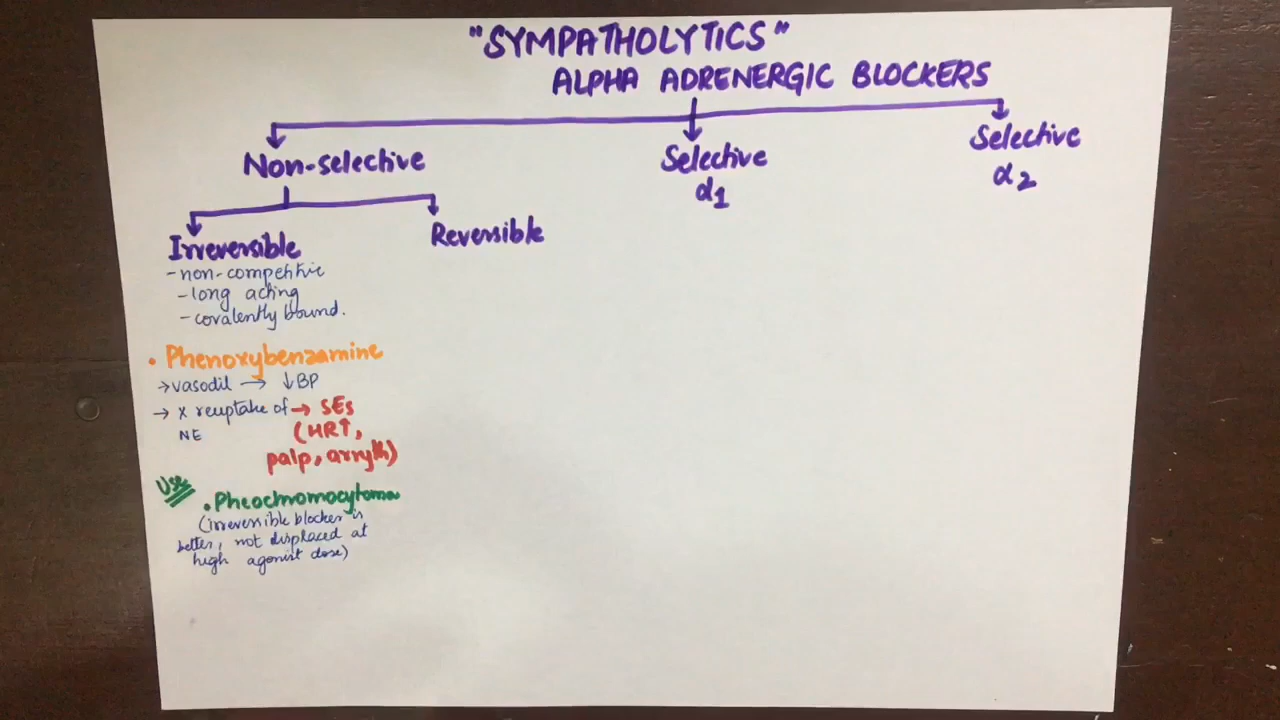 "SYMPATHOLYTICS"
ALPHA ADRENERGIC BLOCKERS
Non-selective
Selective
α1
Selective
α2
Irreversible
Reversible
-non-competitive
-long acting
-covalently bound.
• Phenoxybenzamine
→vasodil → ↓BP
→ x reuptake of → SEs
NE
(HR↑,
palp, arryth)
Use
• Pheochromocytoma
(irreversible blocker is
better, not displaced at
high agonist dose)